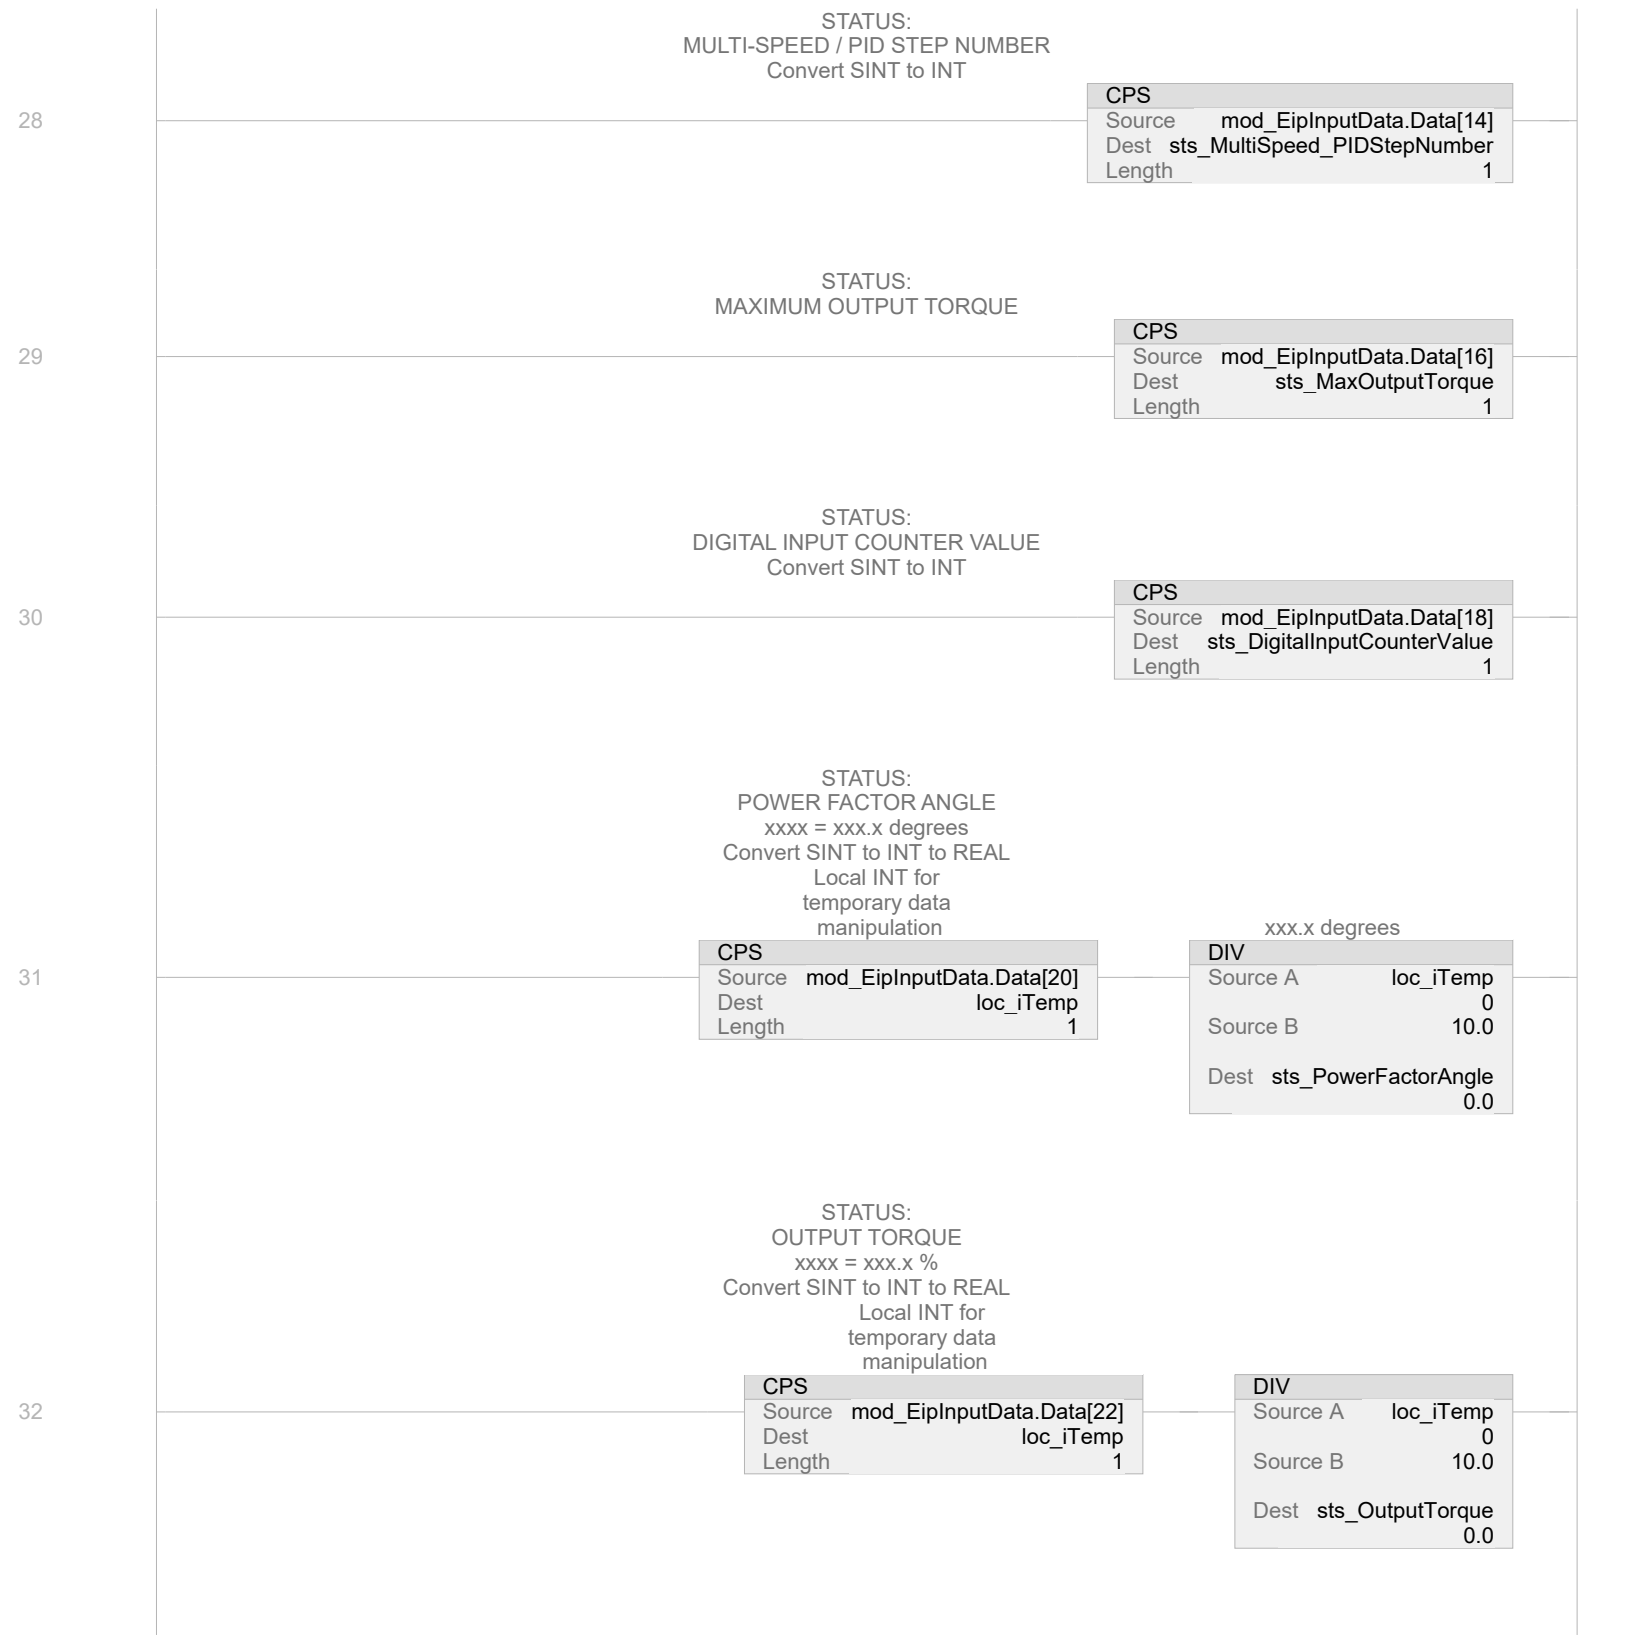 STATUS:
MULTI-SPEED / PID STEP NUMBER
Convert SINT to INT
CPS
28
Source mod_EipInputData.Data[14]
Dest sts_MultiSpeed_PIDStepNumber
Length 1
STATUS:
MAXIMUM OUTPUT TORQUE
CPS
29
Source mod_EipInputData.Data[16]
Dest sts_MaxOutputTorque
Length 1
STATUS:
DIGITAL INPUT COUNTER VALUE
Convert SINT to INT
CPS
30
Source mod_EipInputData.Data[18]
Dest sts_DigitalInputCounterValue
Length 1
STATUS:
POWER FACTOR ANGLE
xxxx = xxx.x degrees
Convert SINT to INT to REAL
Local INT for
temporary data
manipulation
CPS
31
Source mod_EipInputData.Data[20]
Dest loc_iTemp
Length 1
xxx.x degrees
DIV
Source A loc_iTemp
0
Source B 10.0
Dest sts_PowerFactorAngle
0.0
STATUS:
OUTPUT TORQUE
xxxx = xxx.x %
Convert SINT to INT to REAL
Local INT for
temporary data
manipulation
CPS
32
Source mod_EipInputData.Data[22]
Dest loc_iTemp
Length 1
DIV
Source A loc_iTemp
0
Source B 10.0
Dest sts_OutputTorque
0.0